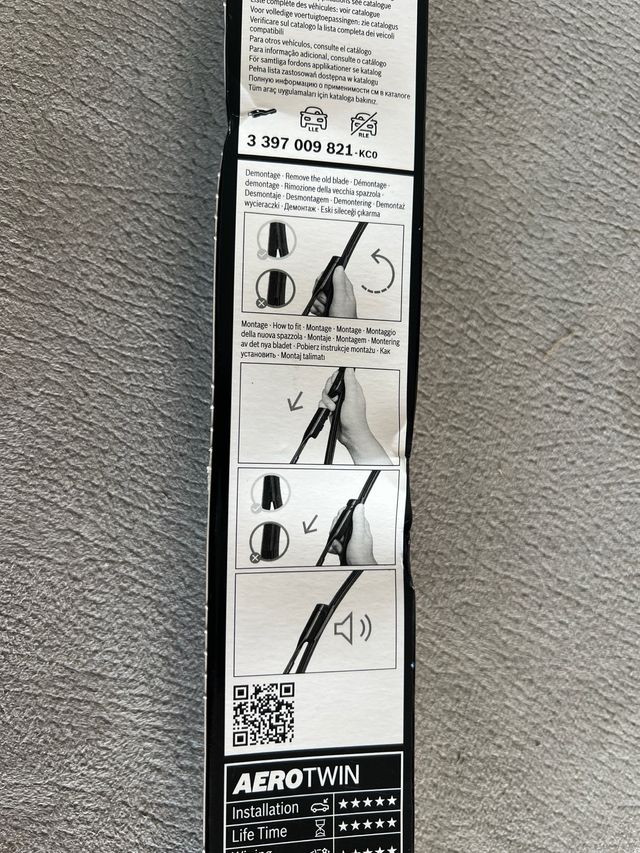 Liste complète des véhicules: voir catalogue
Voor volledige voertuigtoepassingen: zie catalogus
Verificare sul catalogo la lista completa dei veicoli
compatibili
Para otros vehículos, consulte el catálogo
Para informação adicional, consulte o catálogo
För samtliga fordons applikationer se katalog
Pełna lista zastosowań dostępna w katalogu
Полную информацию о применимости см в каталоге
Tüm araç uygulamaları için kataloga bakınız.
LLE
RLE
3 397 009 821-KC0
Demontage · Remove the old blade · Démontage ·
demontage · Rimozione della vecchia spazzola ·
Desmontaje · Desmontagem · Demontering · Demontaż
wycieraczki · Демонтаж · Eski sileceği çıkarma
Montage · How to fit · Montage · Montage · Montaggio
della nuova spazzola · Montaje · Montagem · Montering
av det nya bladet · Pobierz instrukcje montażu · Как
установить · Montaj talimatı
AEROTWIN
Installation
Life Time